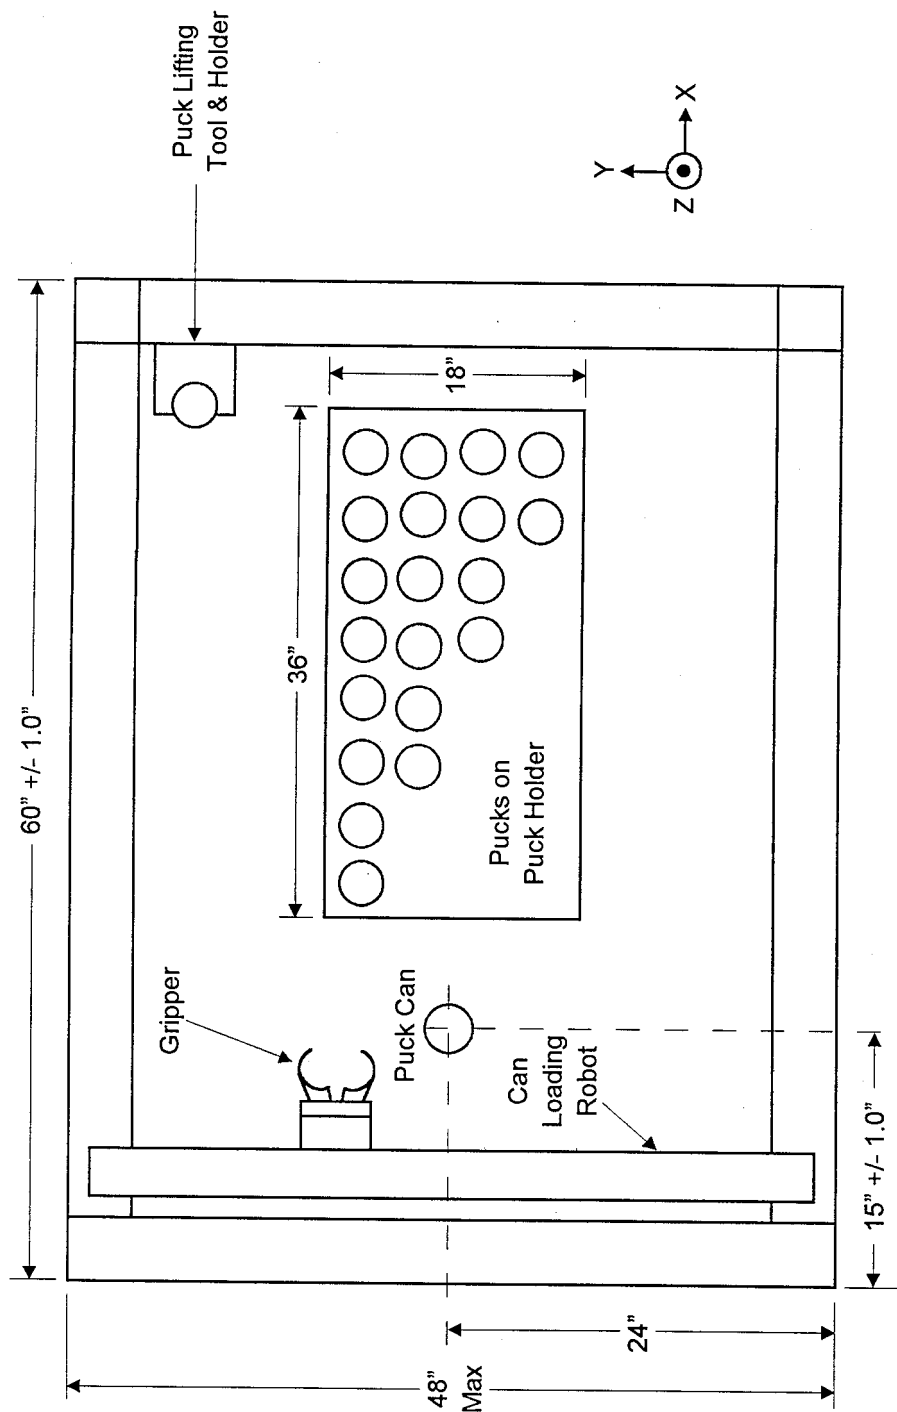 Puck Lifting
Tool & Holder
60” +/- 1.0”
Y
X
Z
18”
36”
Pucks on
Puck Holder
Gripper
Puck Can
Can
Loading
Robot
15” +/- 1.0”
24”
48”
Max